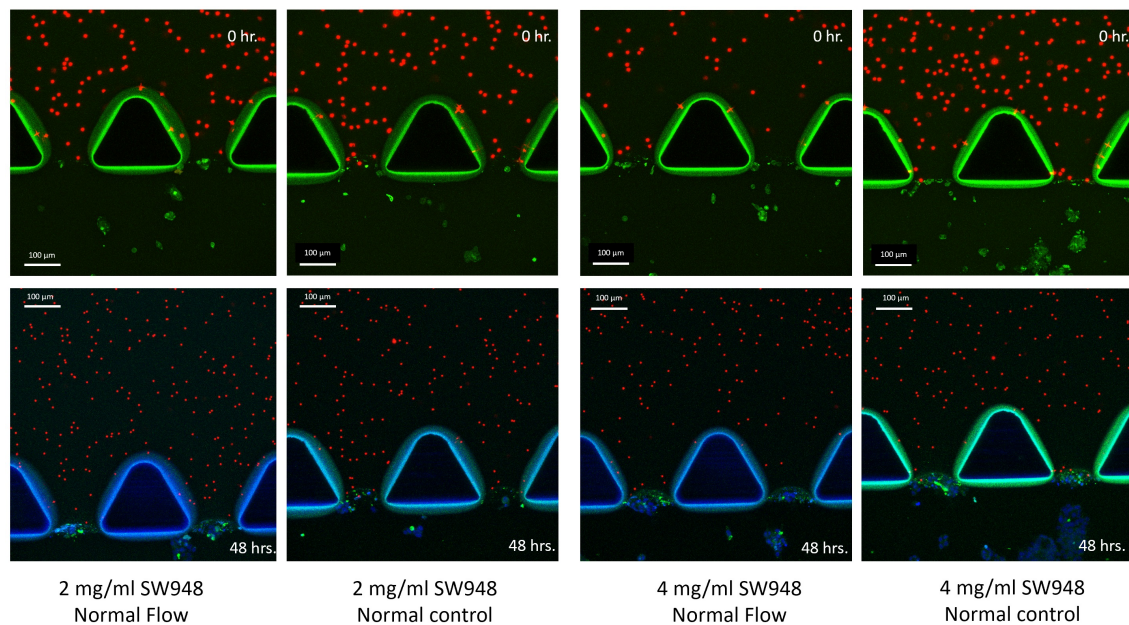 0 hr.
0 hr.
0 hr.
0 hr.
100 µm
100 µm
100 µm
100 µm
100 µm
100 µm
100 µm
100 µm
48 hrs.
48 hrs.
48 hrs.
48 hrs.
2 mg/ml SW948
Normal Flow
2 mg/ml SW948
Normal control
4 mg/ml SW948
Normal Flow
4 mg/ml SW948
Normal control